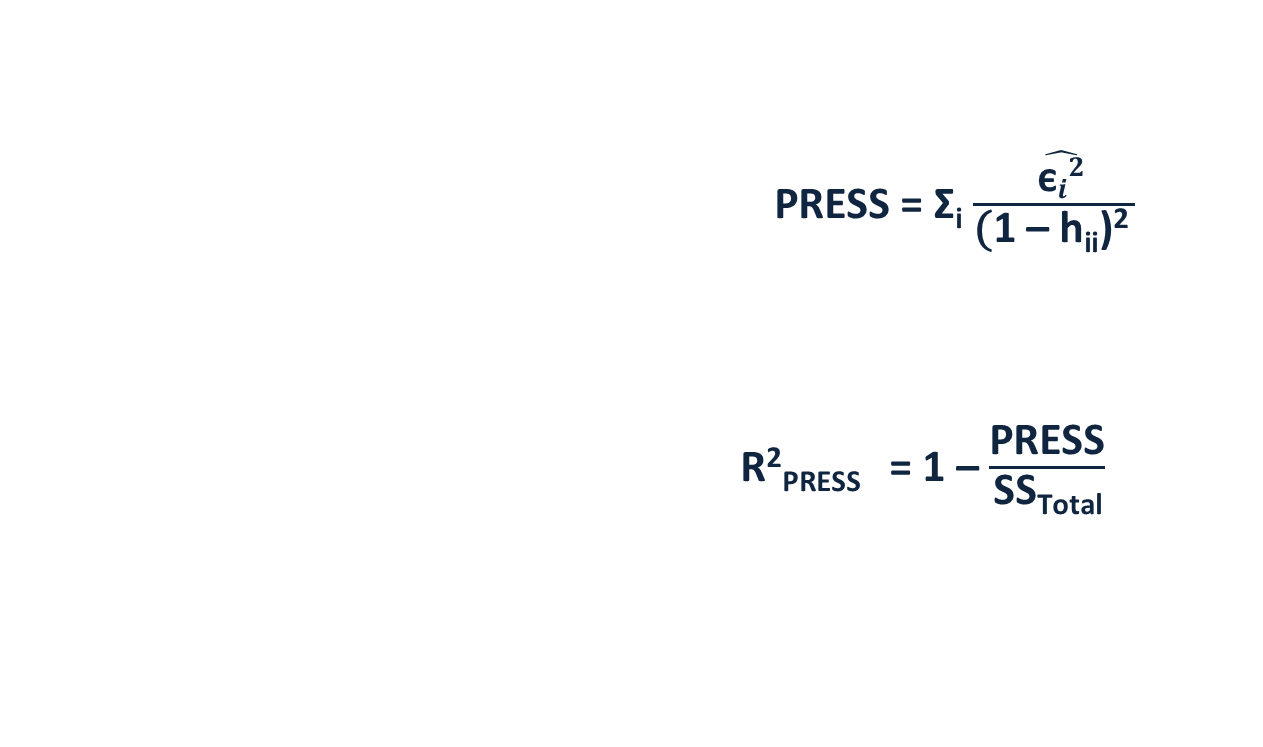 PRESS = Σᵢ ϵ̂ᵢ² / (1 – hᵢᵢ)²
R²PRESS = 1 – PRESS / SSTotal